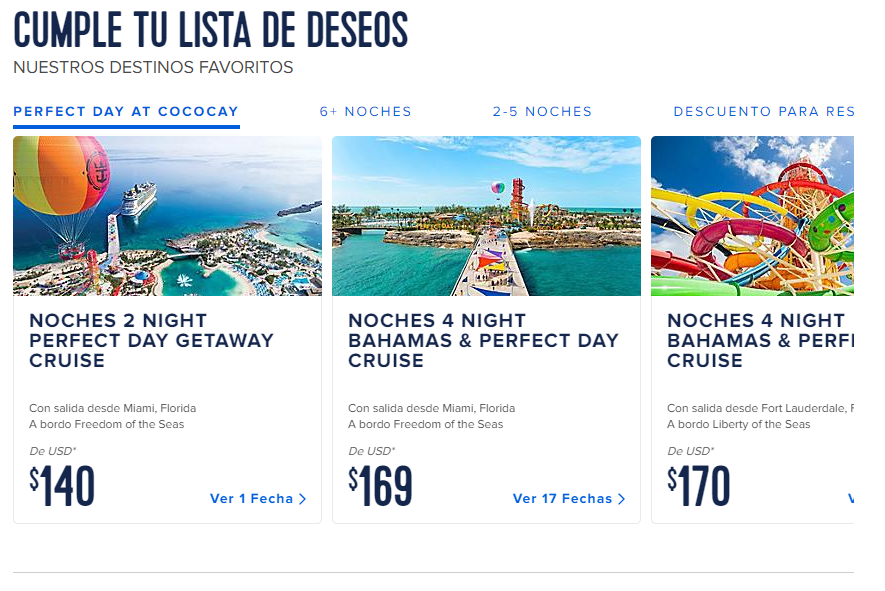 CUMPLE TU LISTA DE DESEOS
NUESTROS DESTINOS FAVORITOS
PERFECT DAY AT COCOCAY
6+ NOCHES
2-5 NOCHES
DESCUENTO PARA RES
NOCHES 2 NIGHT
PERFECT DAY GETAWAY
CRUISE
Con salida desde Miami, Florida
A bordo Freedom of the Seas
De USD*
$140
Ver 1 Fecha
NOCHES 4 NIGHT
BAHAMAS & PERFECT DAY
CRUISE
Con salida desde Miami, Florida
A bordo Freedom of the Seas
De USD*
$169
Ver 17 Fechas
NOCHES 4 NIGHT
BAHAMAS & PERF
CRUISE
Con salida desde Fort Lauderdale, F
A bordo Liberty of the Seas
De USD*
$170